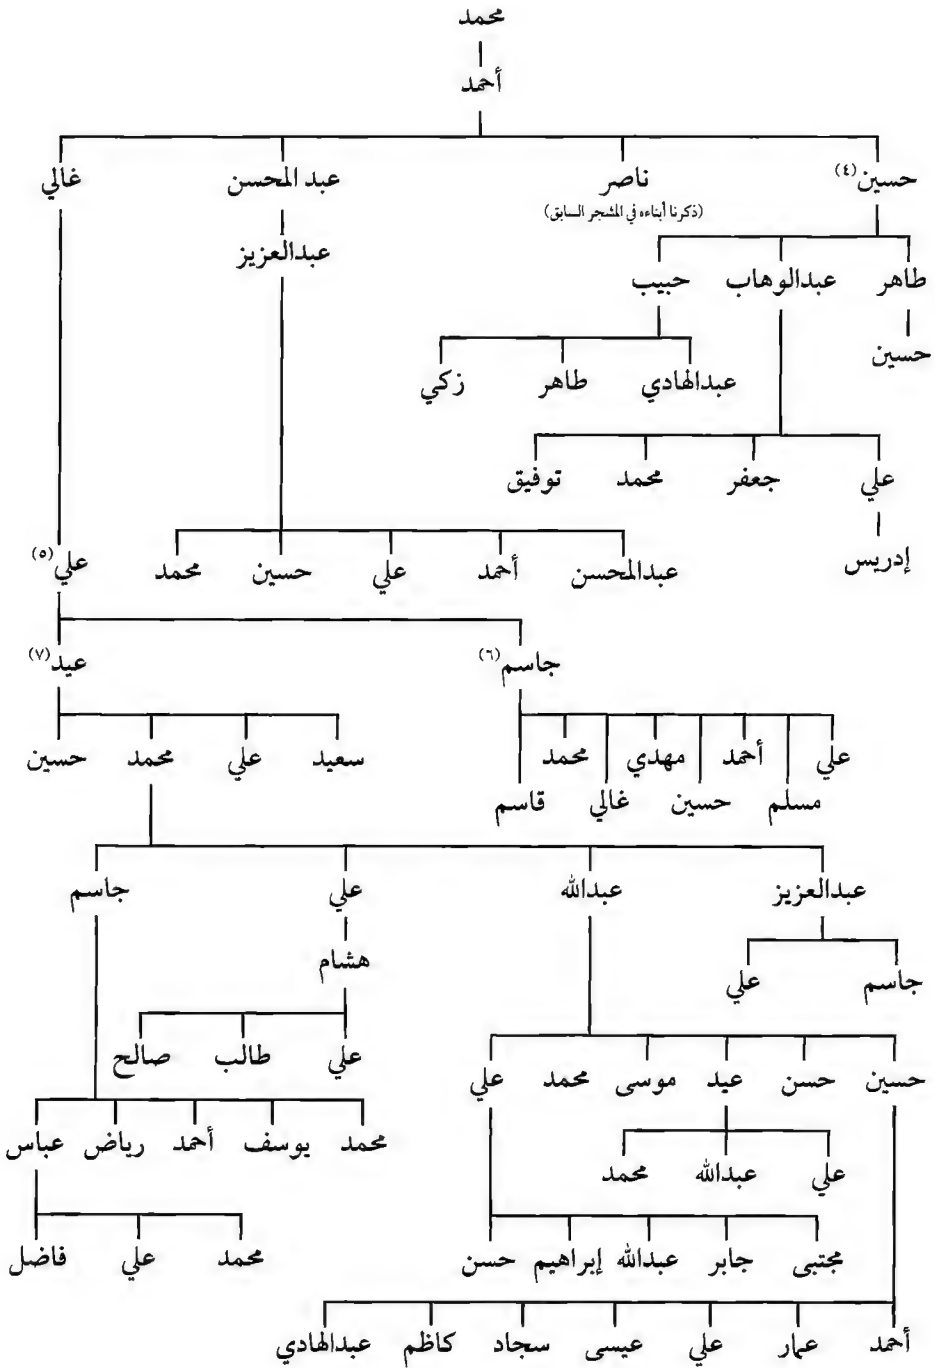 محمد
أحمد
حسين (٤) ناصر عبد المحسن غالي
(ذكرنا أبناءه في المشجر السابق)
عبدالعزيز
طاهر عبدالوهاب حبيب
حسين
عبدالهادي طاهر زكي
علي جعفر محمد توفيق
إدريس
عبدالمحسن أحمد علي حسين محمد
علي (٥)
جاسم (٦) عيد (٧)
علي أحمد مهدي محمد
مسلم حسين غالي قاسم
سعيد علي محمد حسين
عبدالعزيز عبدالله علي جاسم
هشام
جاسم علي
علي طالب صالح
حسين حسن عيد موسى محمد علي
محمد يوسف أحمد رياض عباس
علي عبدالله محمد
مجتبى جابر عبدالله إبراهيم حسن
محمد علي فاضل
أحمد عمار علي عيسى سجاد كاظم عبدالهادي